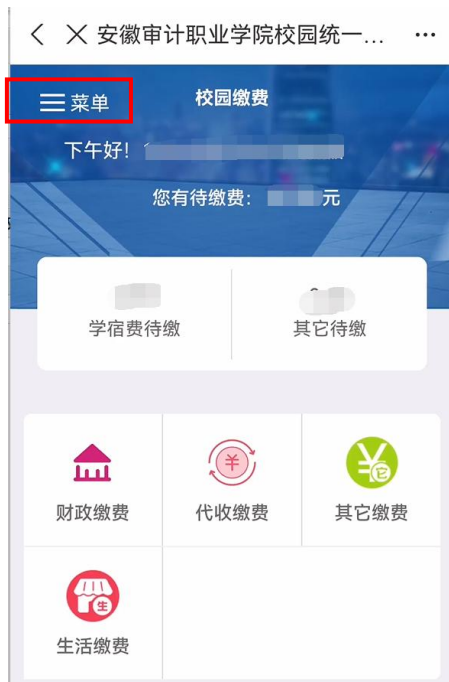 安徽审计职业学院校园统一...
菜单
校园缴费
下午好！
您有待缴费： 元
学宿费待缴
其它待缴
财政缴费
代收缴费
其它缴费
生活缴费